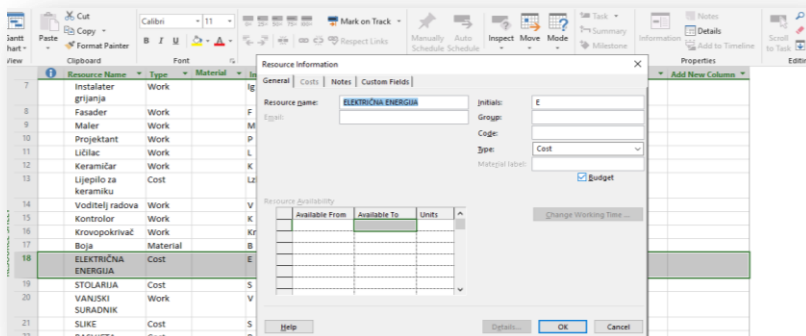 Cut
Copy
Format Painter
Paste
Gantt
Chart
View
Clipboard
Calibri
11
B I U
A
Font
Mark on Track
Respect Links
Manually Schedule
Auto Schedule
Inspect
Move
Mode
Task
Summary
Milestone
Information
Notes
Details
Add to Timeline
Properties
Scroll to Task
Resource Name Type Material
Add New Column
7 Instalater grijanja Work Ig
8 Fasader Work F
9 Maler Work M
10 Projektant Work P
11 Ličilac Work L
12 Keramičar Work K
13 Lijepilo za keramiku Cost Lz
14 Voditelj radova Work V
15 Kontrolor Work K
16 Krovopokrivač Work Kr
17 Boja Material B
18 ELEKTRIČNA ENERGIJA Cost E
19 STOLARIJA Cost S
20 VANJSKI SURADNIK Work V
21 SLIKE Cost S
Resource Information
General Costs Notes Custom Fields
Resource name: ELEKTRIČNA ENERGIJA Initials: E
Email: Group:
Code:
Type: Cost
Material label:
Budget
Resource Availability
Available From Available To Units
Change Working Time ...
Help Details... OK Cancel